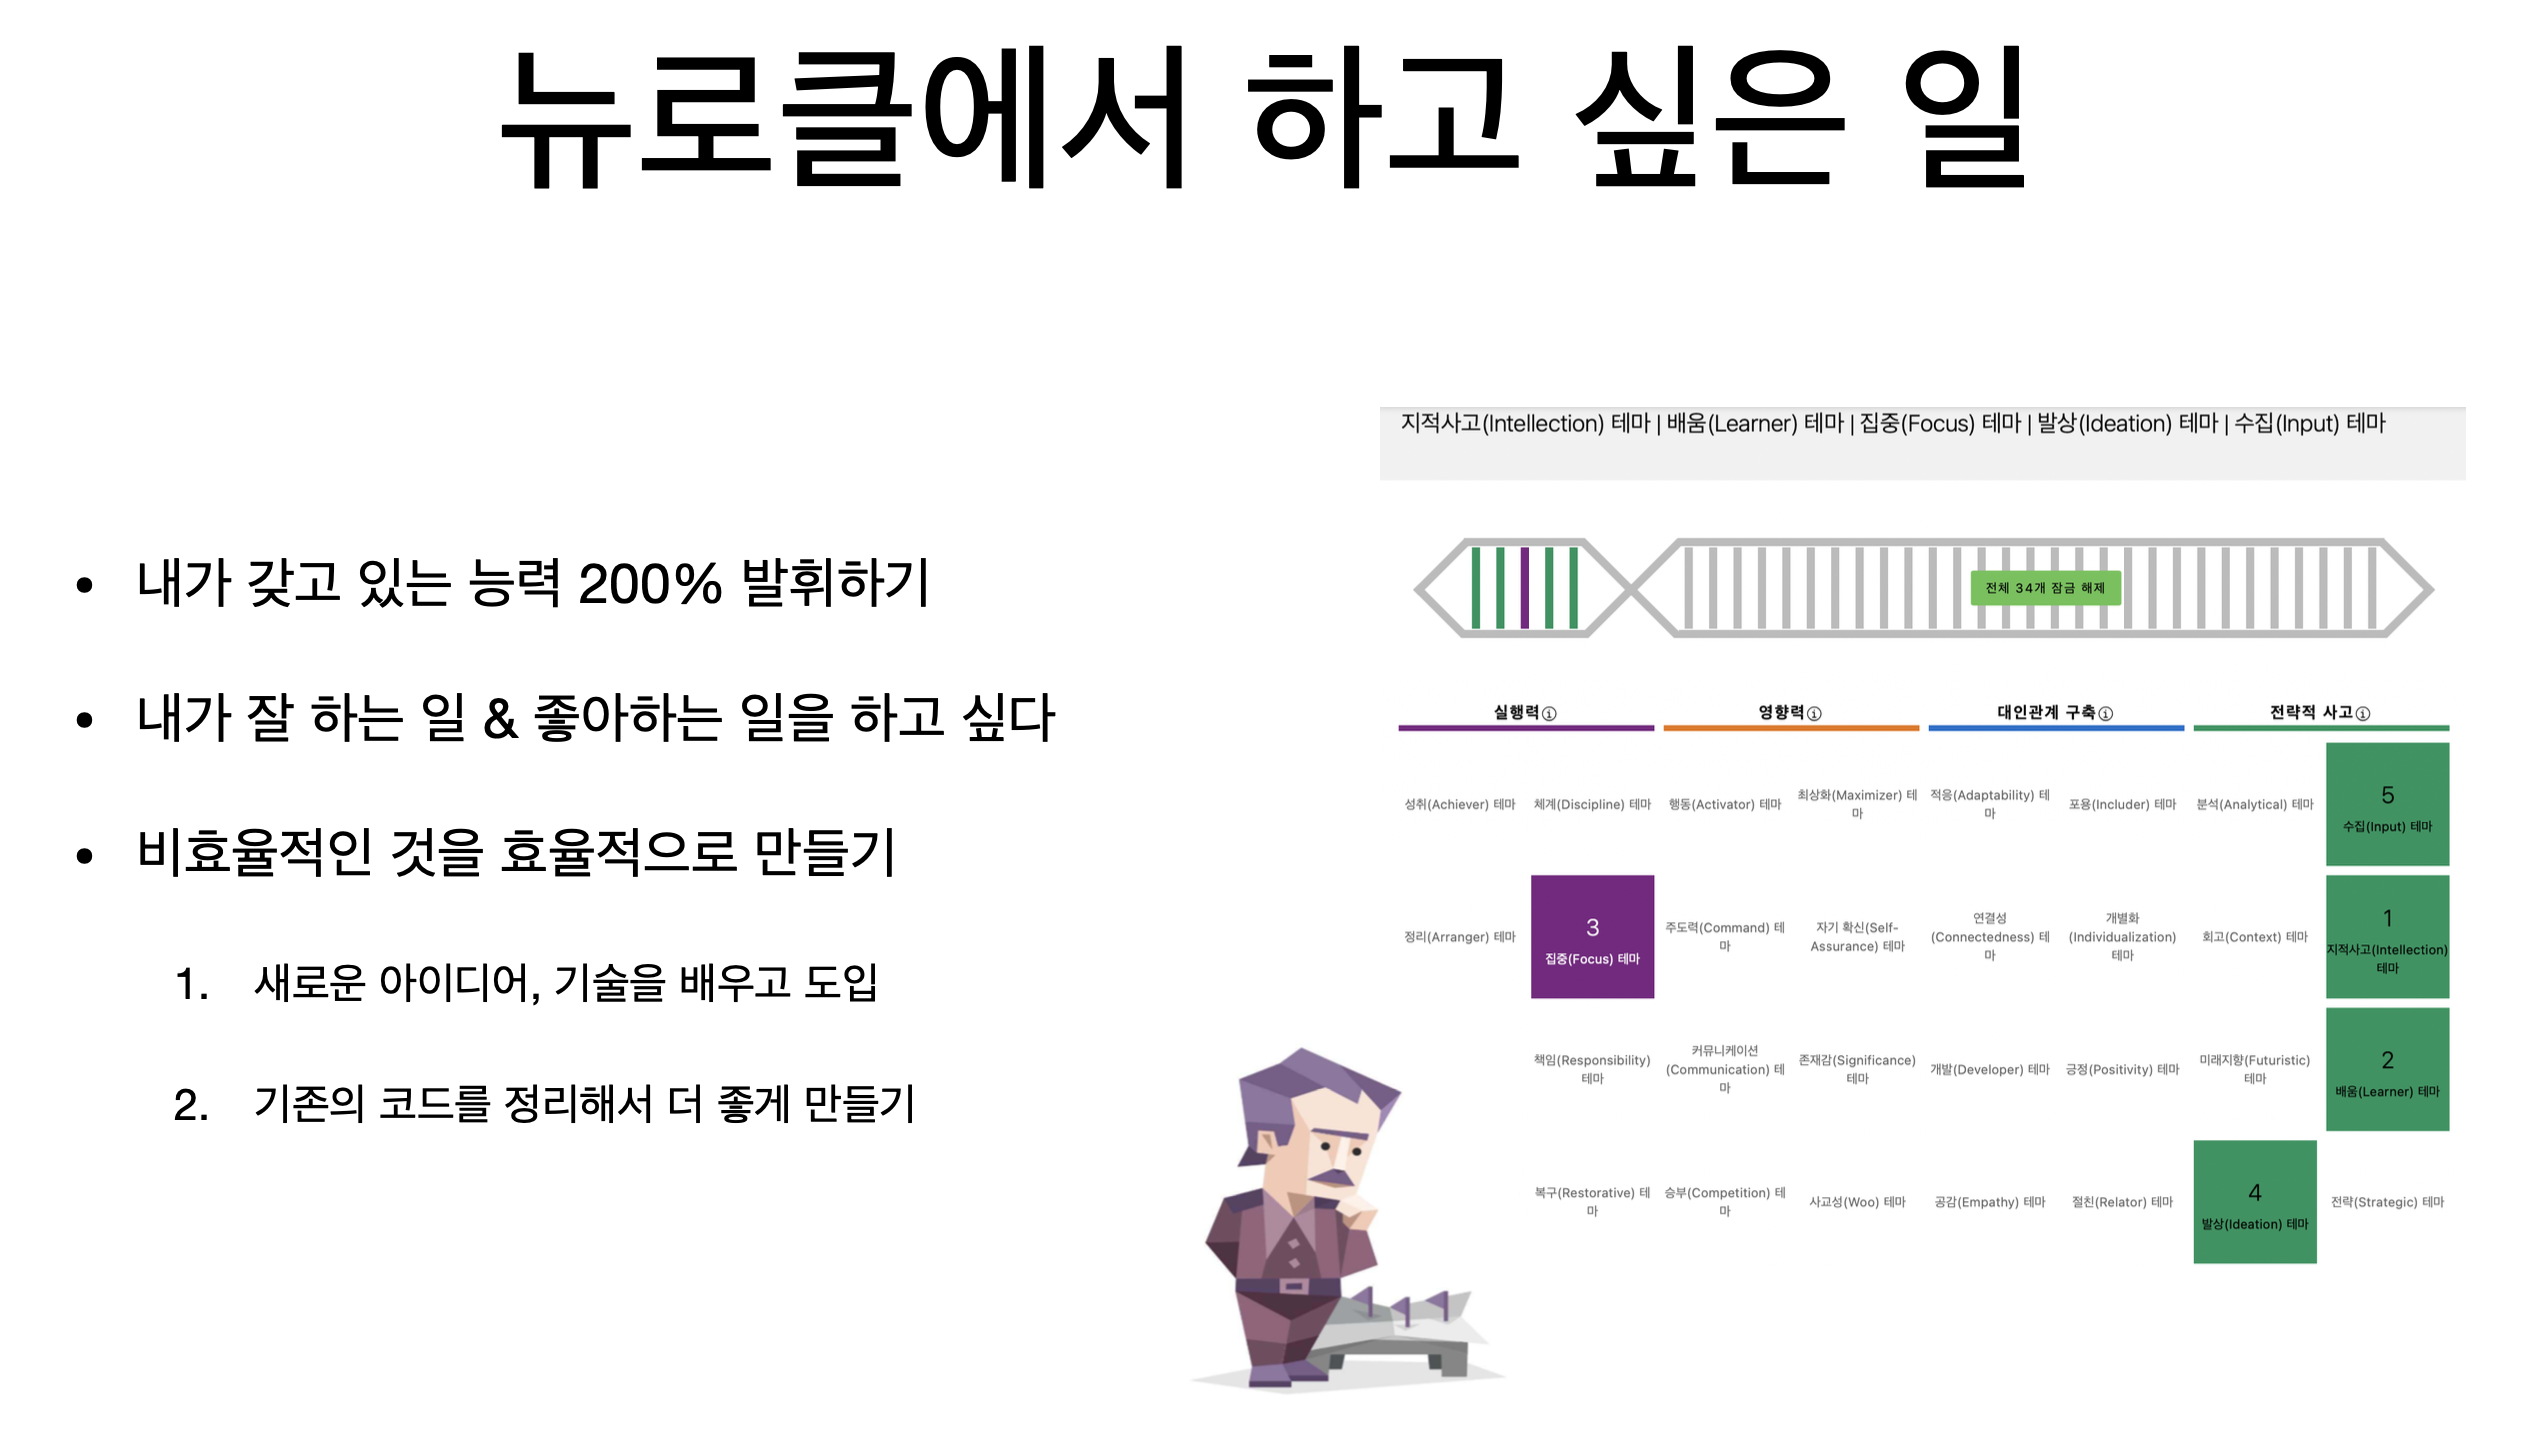 뉴로클에서 하고 싶은 일
• 내가 갖고 있는 능력 200% 발휘하기
• 내가 잘 하는 일 & 좋아하는 일을 하고 싶다
• 비효율적인 것을 효율적으로 만들기
1. 새로운 아이디어, 기술을 배우고 도입
2. 기존의 코드를 정리해서 더 좋게 만들기
지적사고(Intellection) 테마 | 배움(Learner) 테마 | 집중(Focus) 테마 | 발상(Ideation) 테마 | 수집(Input) 테마
전체 34개 잠금 해제
실행력ⓘ
영향력ⓘ
대인관계 구축ⓘ
전략적 사고ⓘ
성취(Achiever) 테마
체계(Discipline) 테마
행동(Activator) 테마
최상화(Maximizer) 테
마
적응(Adaptability) 테
마
포용(Includer) 테마
분석(Analytical) 테마
5
수집(Input) 테마
정리(Arranger) 테마
3
집중(Focus) 테마
주도력(Command) 테
마
자기 확신(Self-
Assurance) 테마
연결성
(Connectedness) 테
마
개별화
(Individualization)
테마
회고(Context) 테마
1
지적사고(Intellection)
테마
책임(Responsibility)
테마
커뮤니케이션
(Communication) 테
마
존재감(Significance)
테마
개발(Developer) 테마
긍정(Positivity) 테마
미래지향(Futuristic)
테마
2
배움(Learner) 테마
복구(Restorative) 테
마
승부(Competition) 테
마
사교성(Woo) 테마
공감(Empathy) 테마
절친(Relator) 테마
4
발상(Ideation) 테마
전략(Strategic) 테마